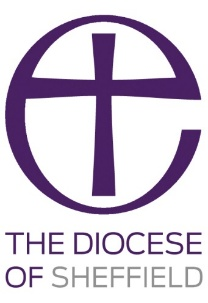 THE DIOCESE
OF SHEFFIELD